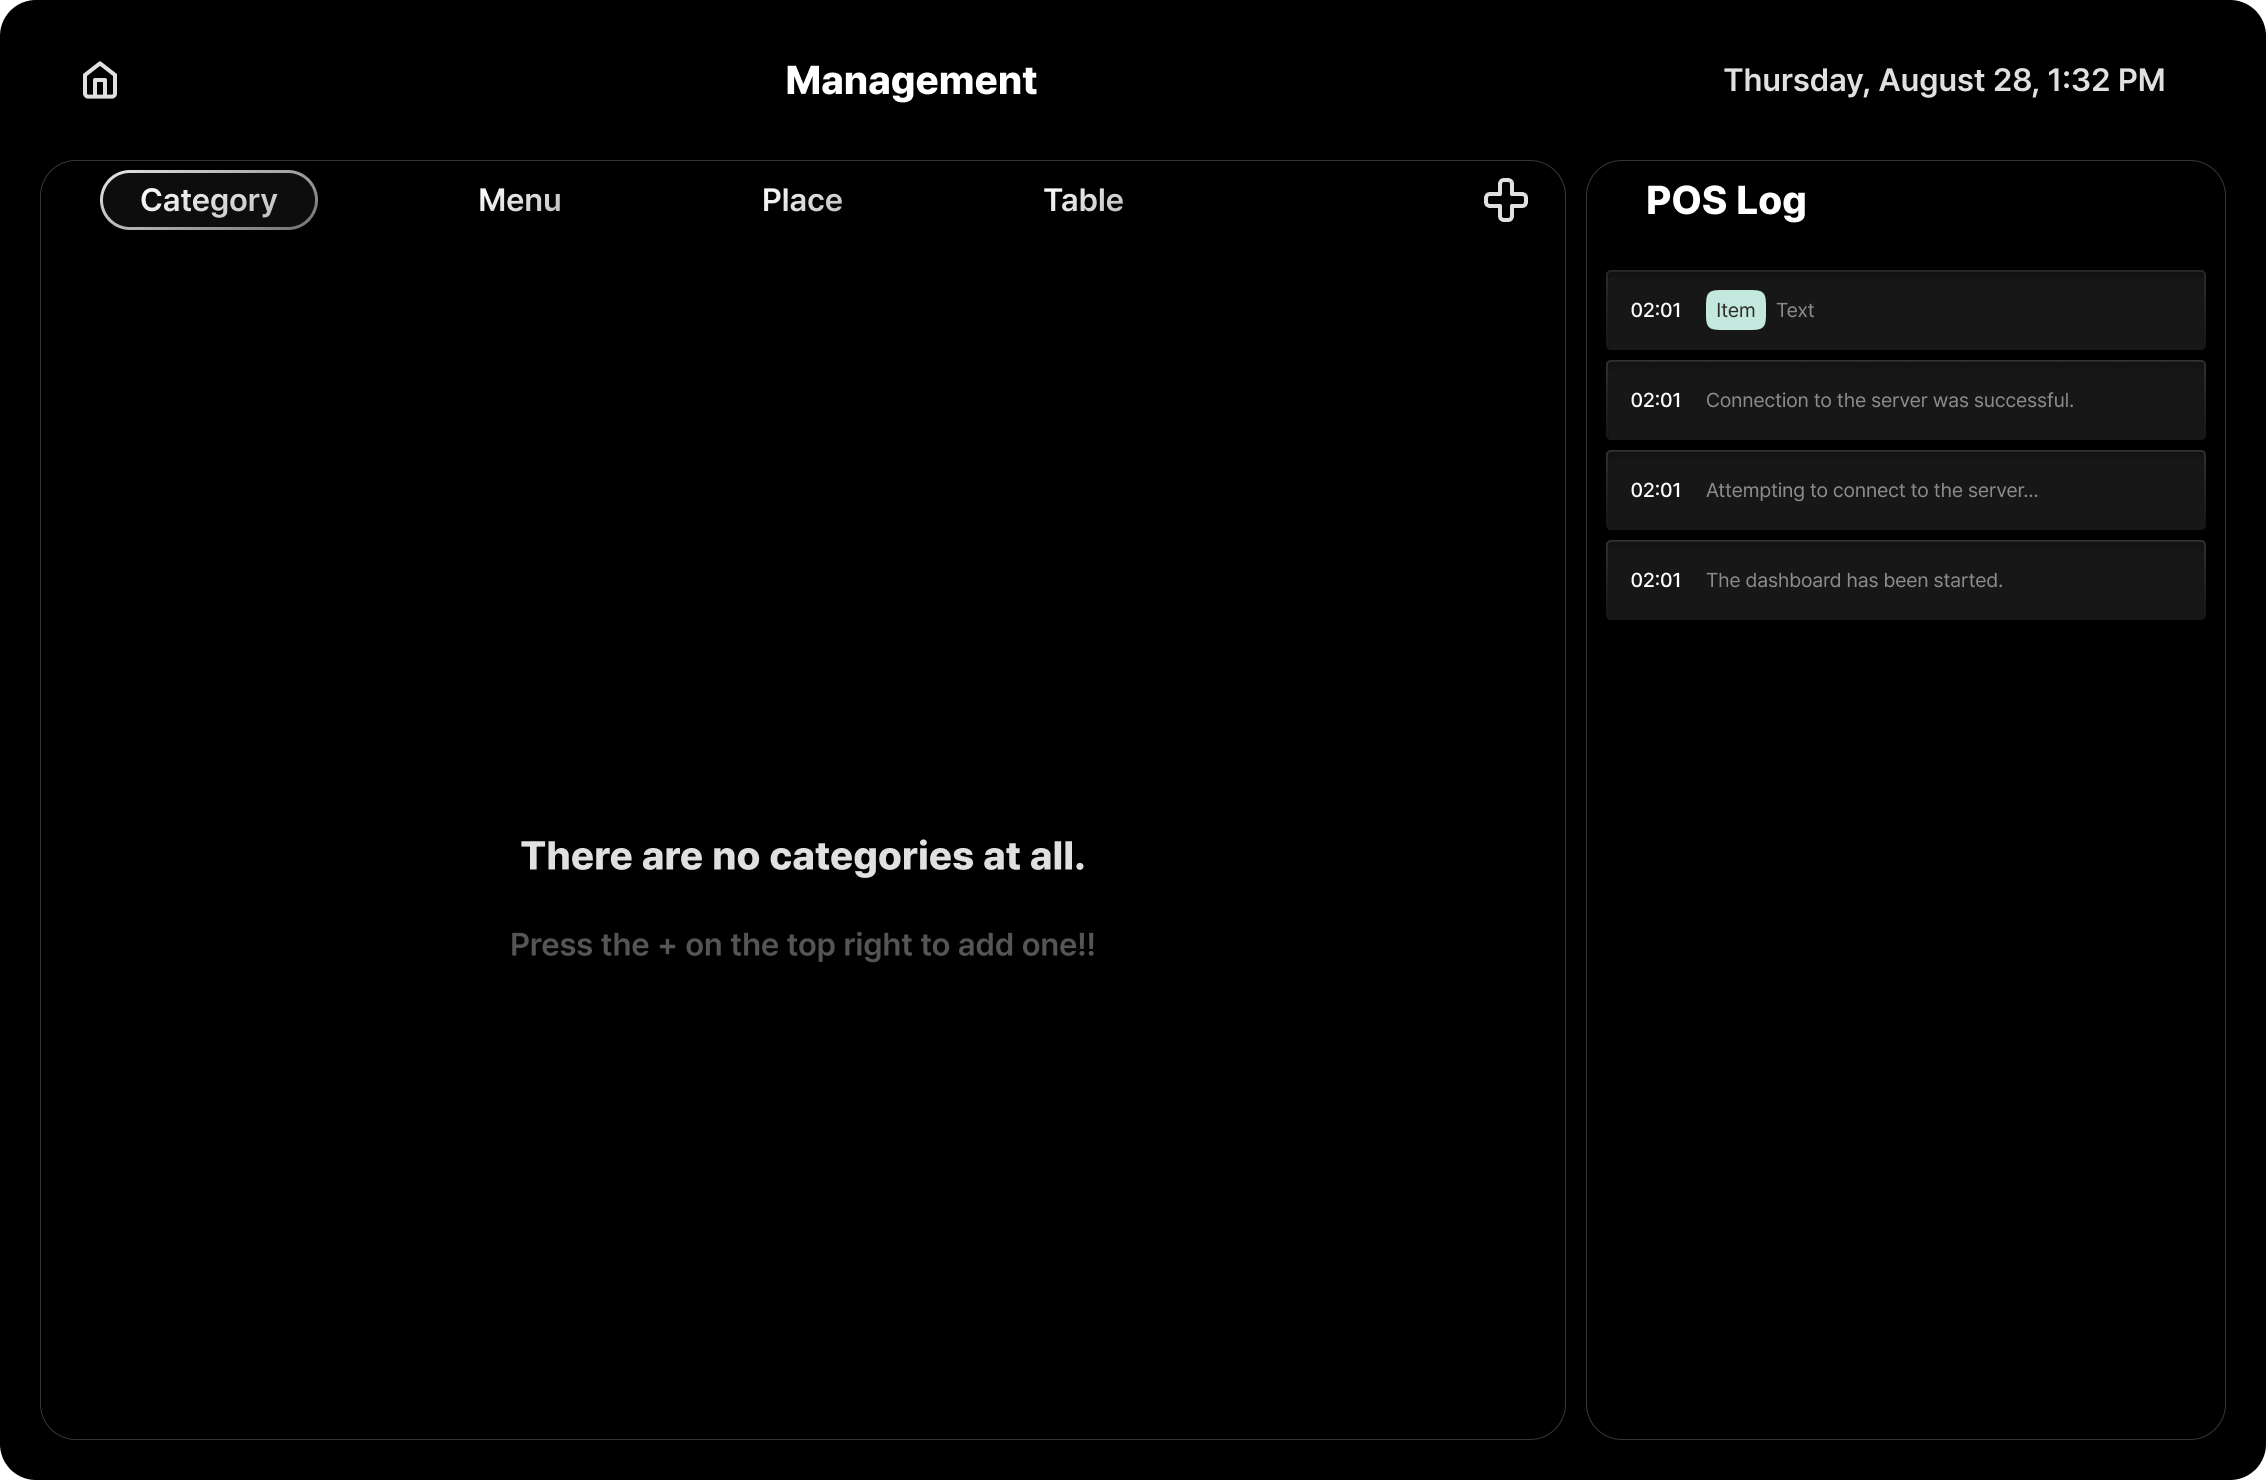 Management
Thursday, August 28, 1:32 PM
Category
Menu
Place
Table
There are no categories at all.
Press the + on the top right to add one!!
POS Log
02:01 Item Text
02:01 Connection to the server was successful.
02:01 Attempting to connect to the server...
02:01 The dashboard has been started.